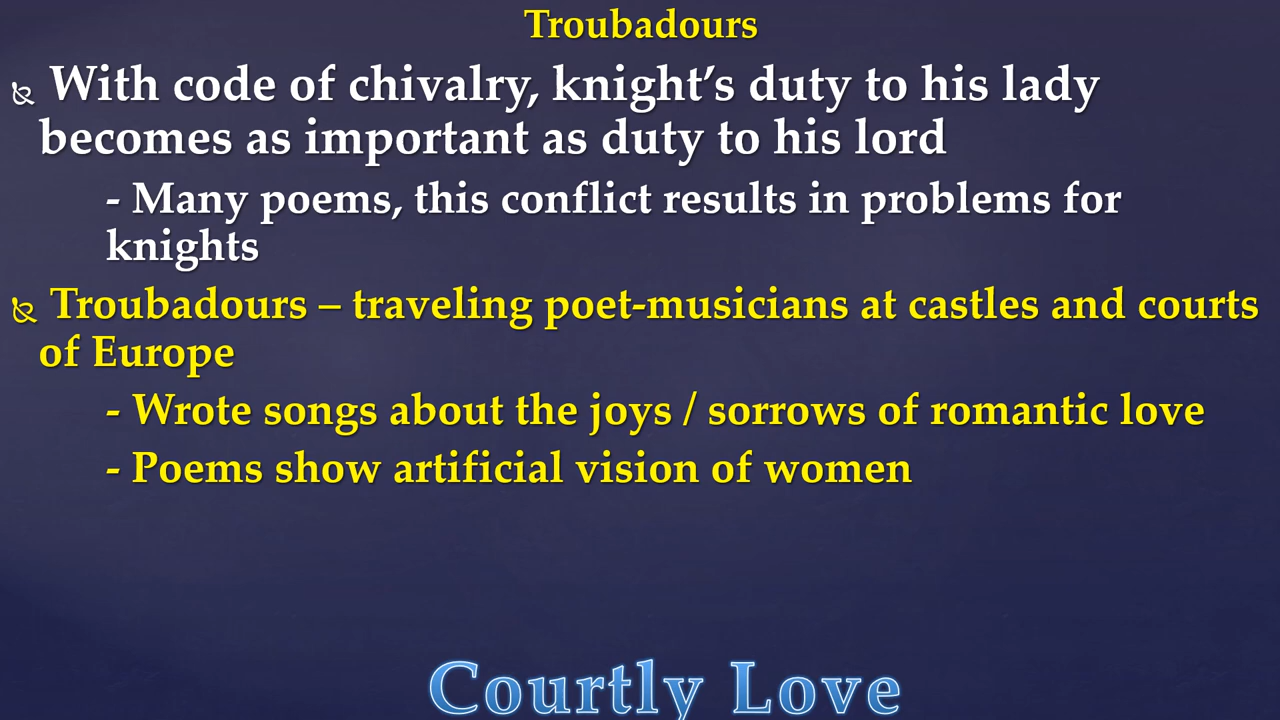 Troubadours
With code of chivalry, knight’s duty to his lady
becomes as important as duty to his lord
- Many poems, this conflict results in problems for
knights
Troubadours – traveling poet-musicians at castles and courts
of Europe
- Wrote songs about the joys / sorrows of romantic love
- Poems show artificial vision of women
Courtly Love